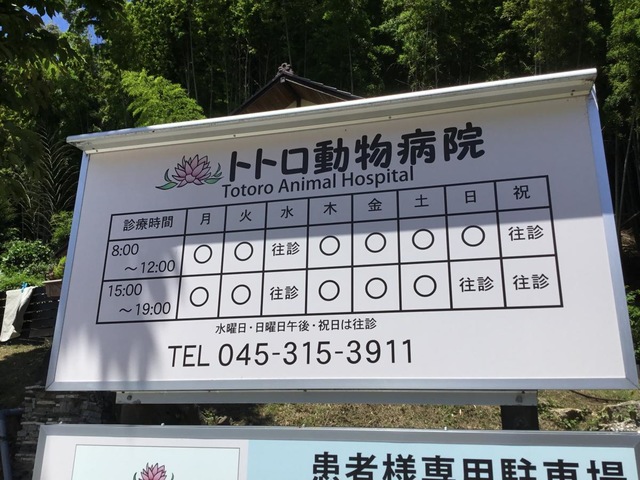 トトロ動物病院
Totoro Animal Hospital
診療時間 月 火 水 木 金 土 日 祝
8:00 ～12:00 ○ ○ 往診 ○ ○ ○ ○ 往診
15:00 ～19:00 ○ ○ 往診 ○ ○ ○ 往診 往診
水曜日・日曜日午後・祝日は往診
TEL 045-315-3911
患者様専用駐車場